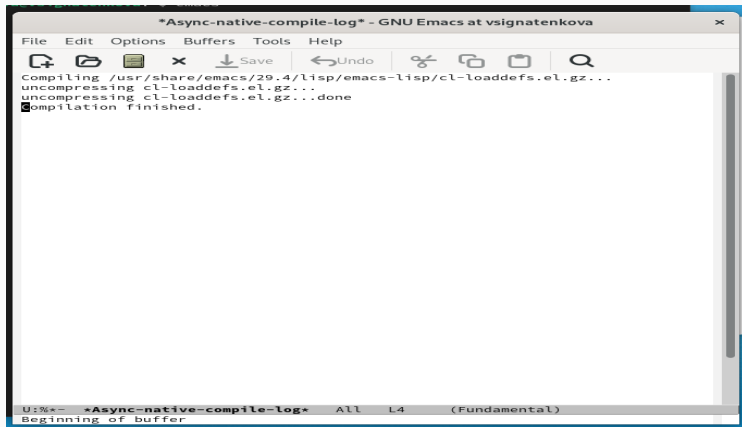 *Async-native-compile-log* - GNU Emacs at vsignatenkova
File Edit Options Buffers Tools Help
Save Undo
Compiling /usr/share/emacs/29.4/lisp/emacs-lisp/cl-loaddefs.el.gz...
uncompressing cl-loaddefs.el.gz...
uncompressing cl-loaddefs.el.gz...done
Compilation finished.
U:%*- *Async-native-compile-log* All L4 (Fundamental)
Beginning of buffer